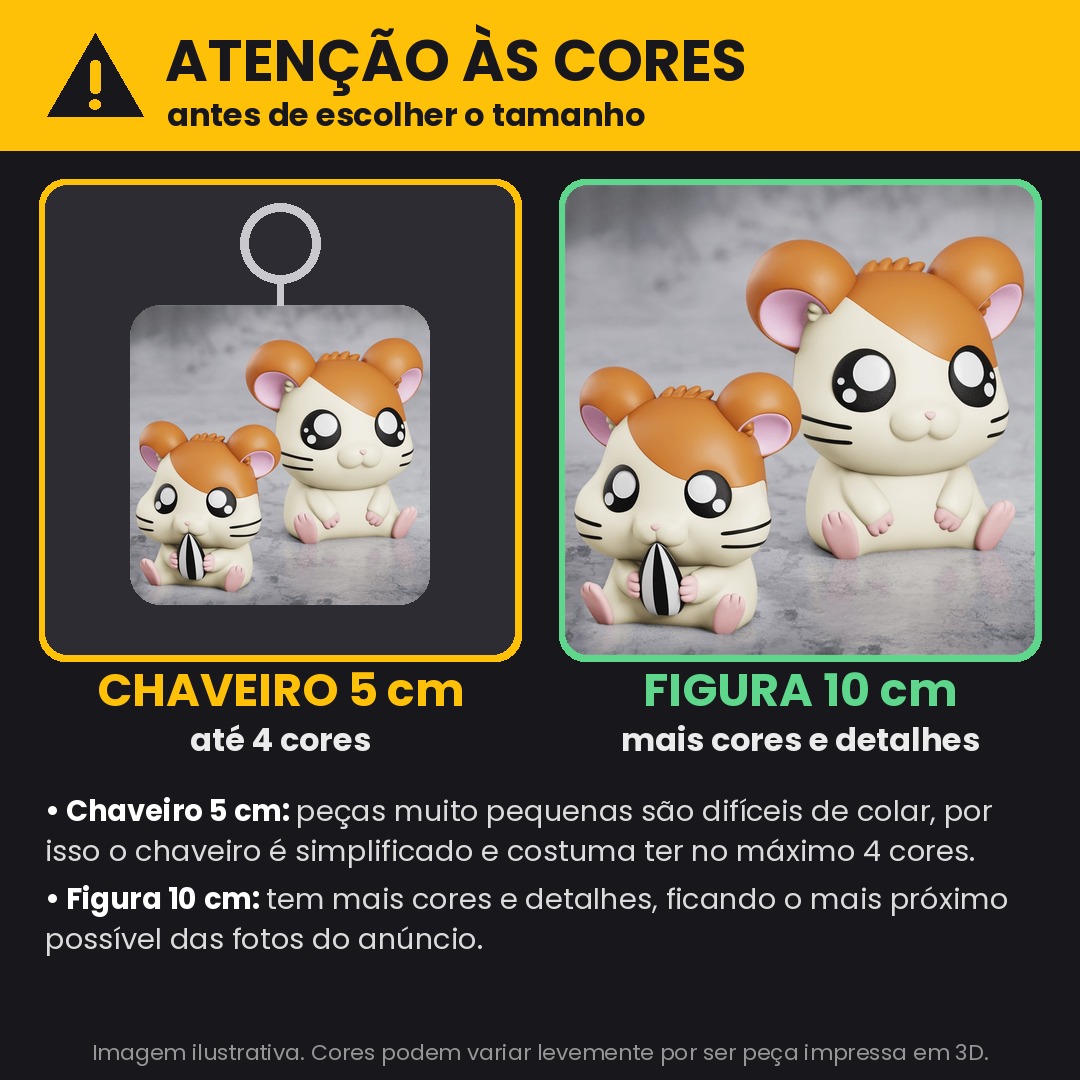 ATENÇÃO ÀS CORES
antes de escolher o tamanho
CHAVEIRO 5 cm
até 4 cores
FIGURA 10 cm
mais cores e detalhes
• Chaveiro 5 cm: peças muito pequenas são difíceis de colar, por
isso o chaveiro é simplificado e costuma ter no máximo 4 cores.
• Figura 10 cm: tem mais cores e detalhes, ficando o mais próximo
possível das fotos do anúncio.
Imagem ilustrativa. Cores podem variar levemente por ser peça impressa em 3D.